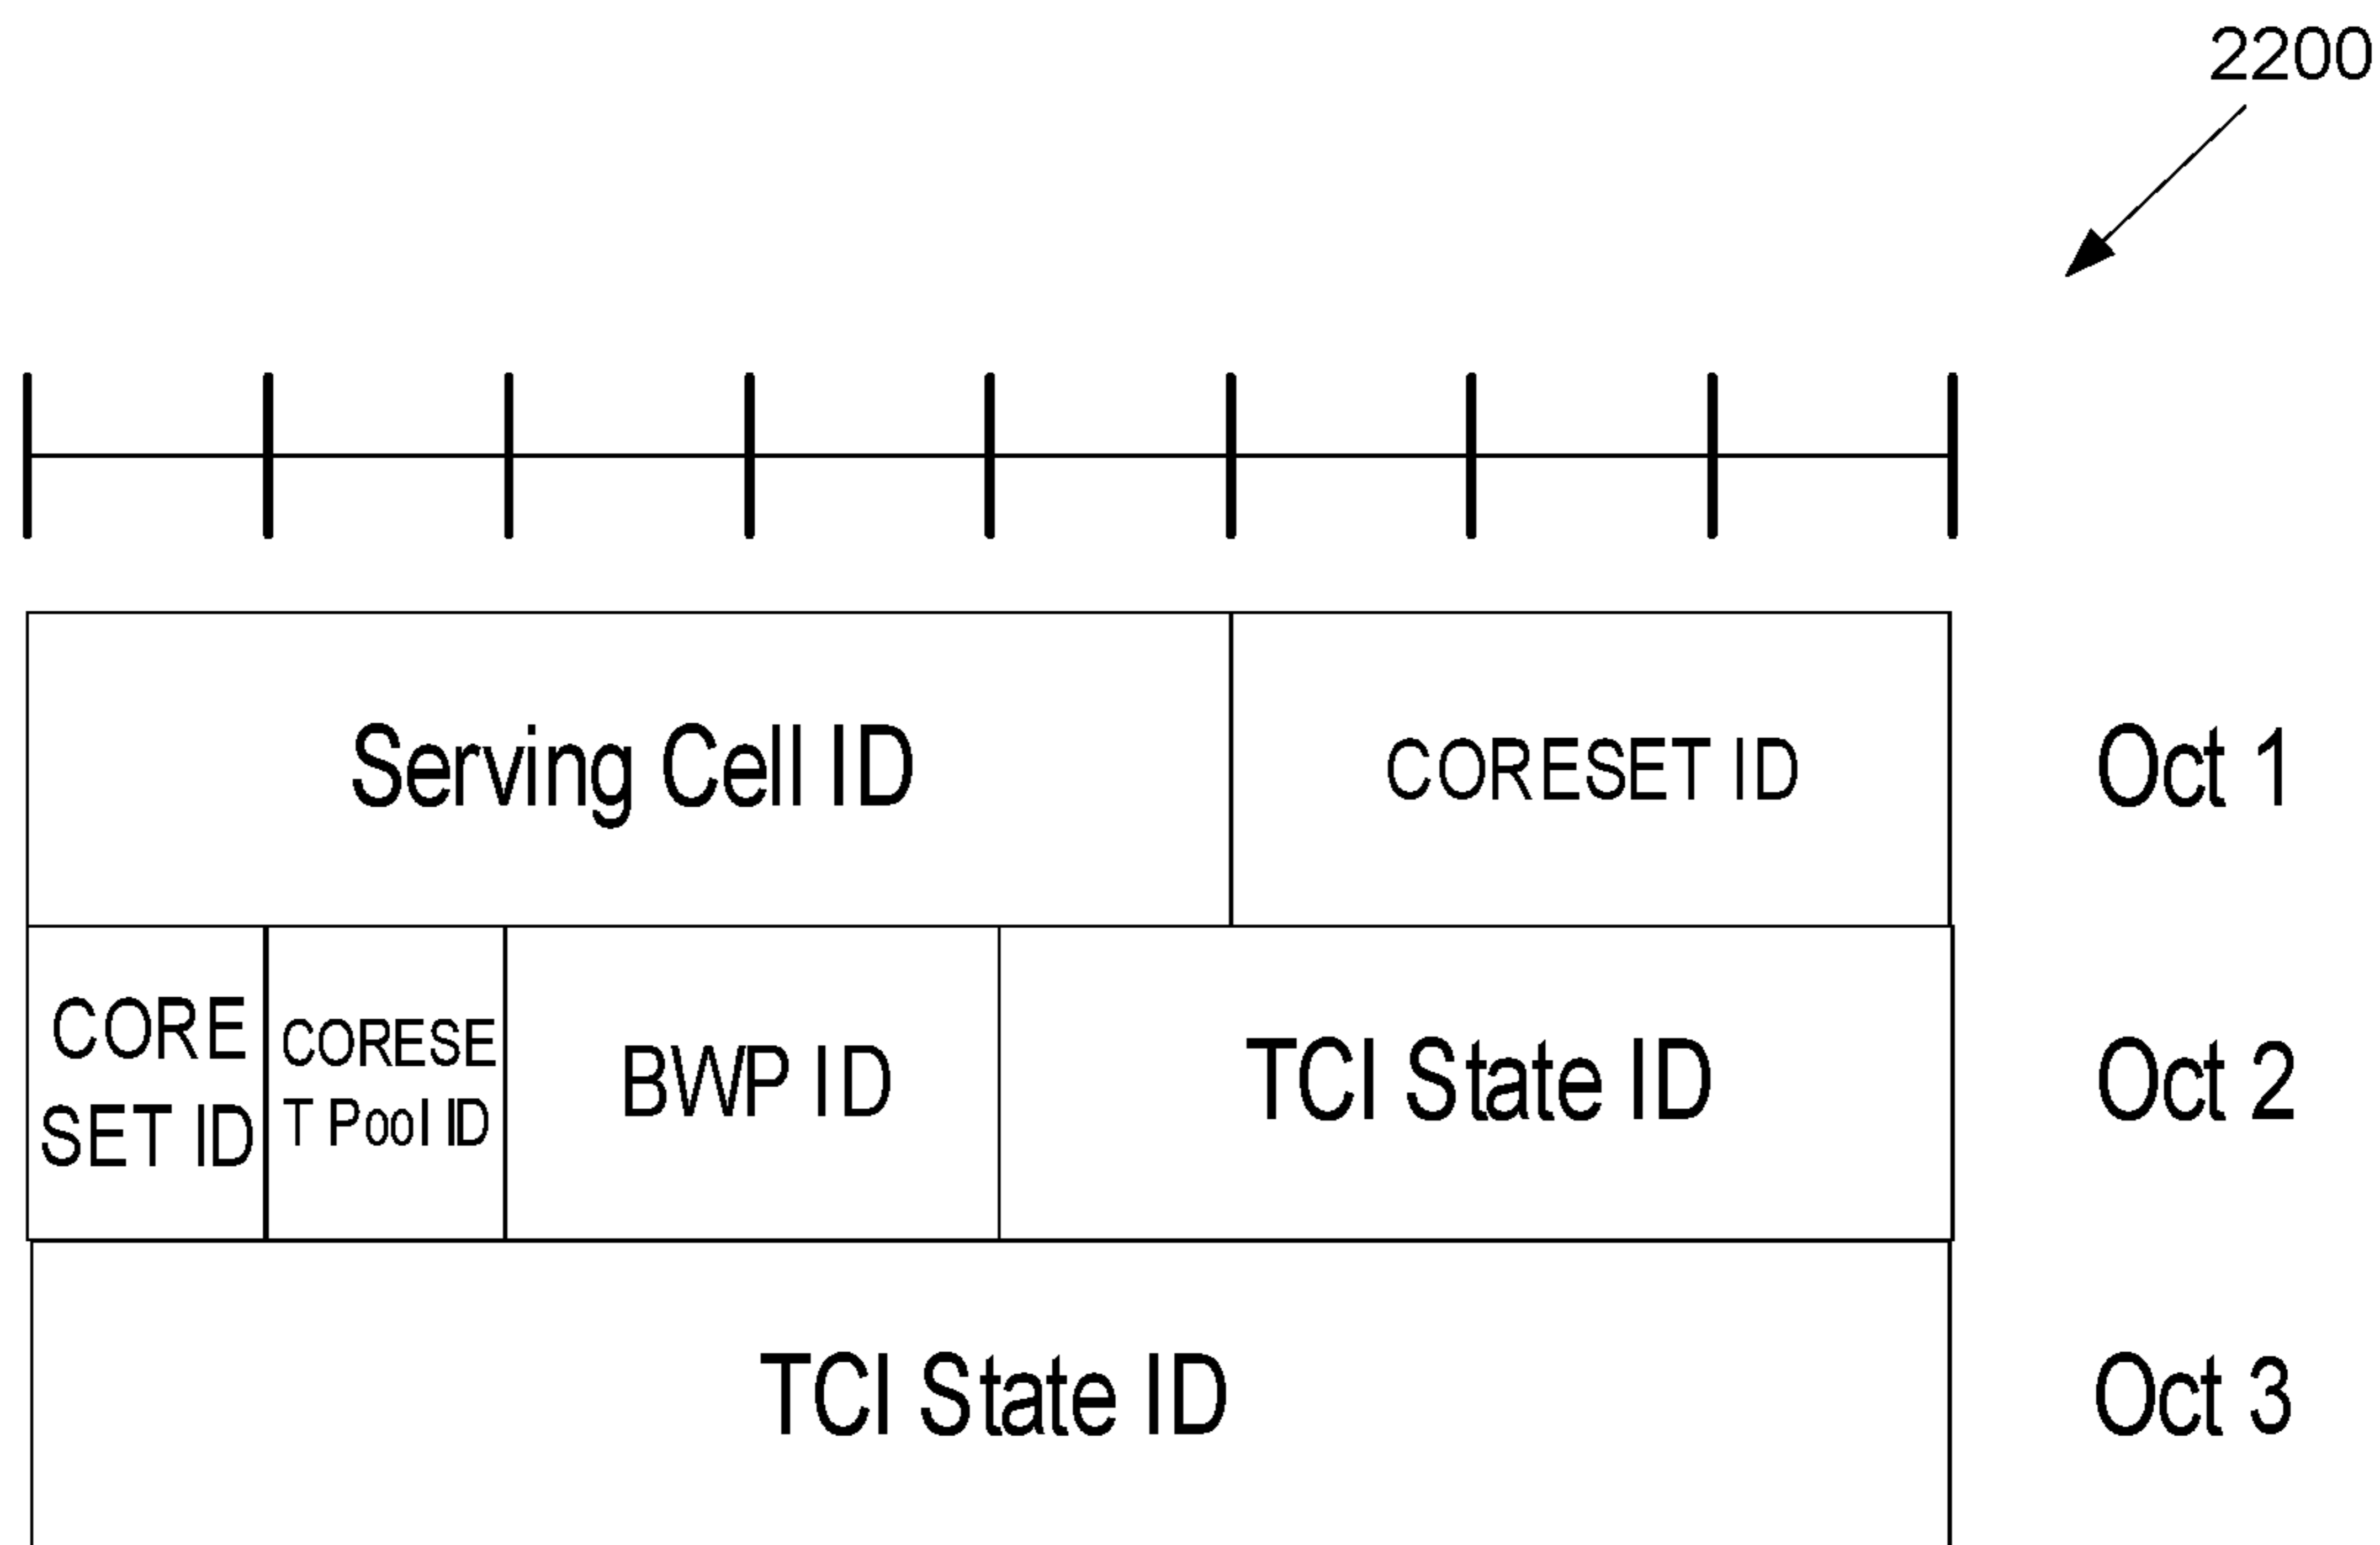 2200
Serving Cell ID CORESET ID Oct 1
CORE
SET ID
CORESE
T Pool ID
BWP ID
TCI State ID
Oct 2
TCI State ID Oct 3